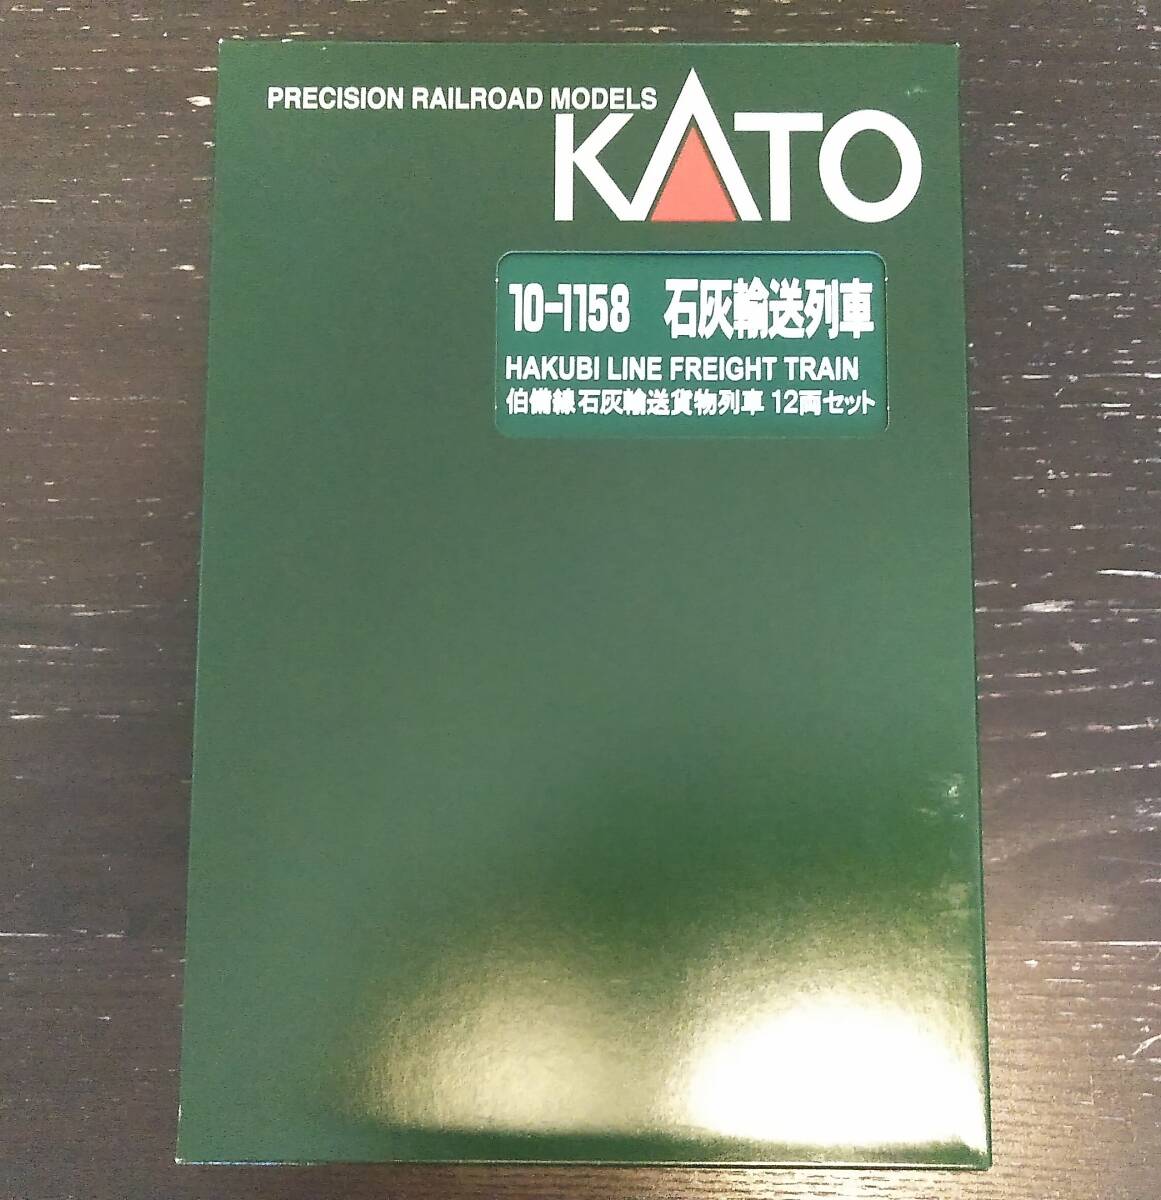 PRECISION RAILROAD MODELS
KATO
10-1158 石灰輸送列車
HAKUBI LINE FREIGHT TRAIN
伯備線石灰輸送貨物列車 12両セット